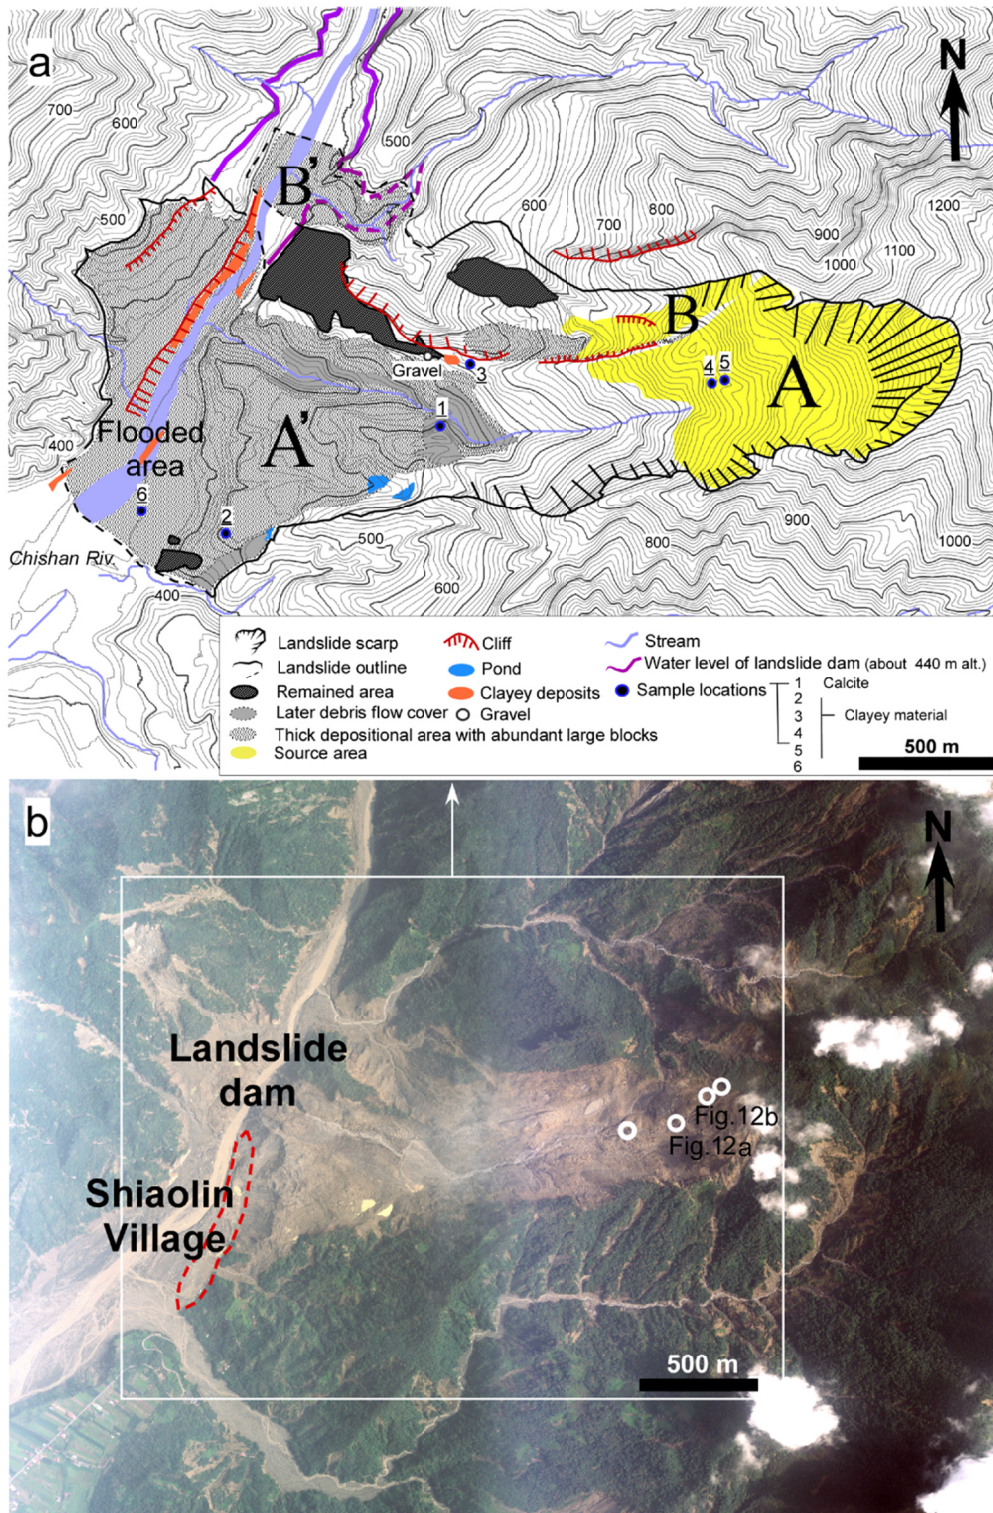 a
N
700
600
500
B’
500
600
700
800
1200
900
1100
1000
B
Gravel
3
4
5
A
1
Flooded
area
A’
400
6
2
Chishan Riv.
500
900
800
1000
600
400
Landslide scarp
Cliff
Stream
Landslide outline
Pond
Water level of landslide dam (about 440 m alt.)
Remained area
Clayey deposits
Sample locations
1 Calcite
Later debris flow cover
Gravel
2
3 Clayey material
Thick depositional area with abundant large blocks
4
Source area
5
500 m
6
b
N
Landslide
dam
Fig.12b
Fig.12a
Shiaolin
Village
500 m